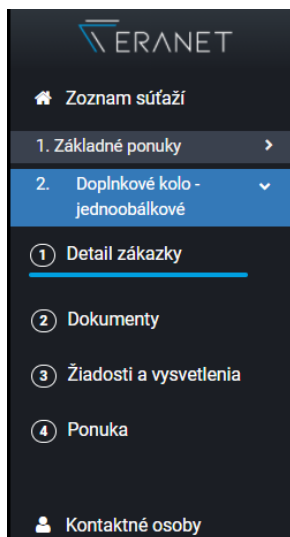 VERANET
Zoznam súťaží
1. Základné ponuky
2. Doplnkové kolo -
jednoobálkové
1 Detail zákazky
2 Dokumenty
3 Žiadosti a vysvetlenia
4 Ponuka
Kontaktné osoby